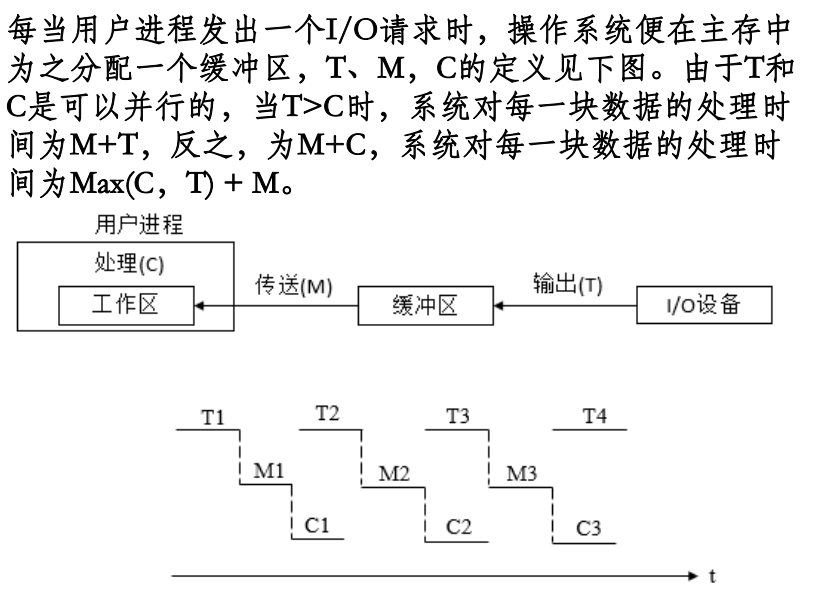 每当用户进程发出一个I/O请求时，操作系统便在主存中
为之分配一个缓冲区，T、M，C的定义见下图。由于T和
C是可以并行的，当T>C时，系统对每一块数据的处理时
间为M+T，反之，为M+C，系统对每一块数据的处理时
间为Max(C，T) + M。
用户进程
处理(C)
工作区
传送(M)
缓冲区
输出(T)
I/O设备
T1 T2 T3 T4
M1 M2 M3
C1 C2 C3
t